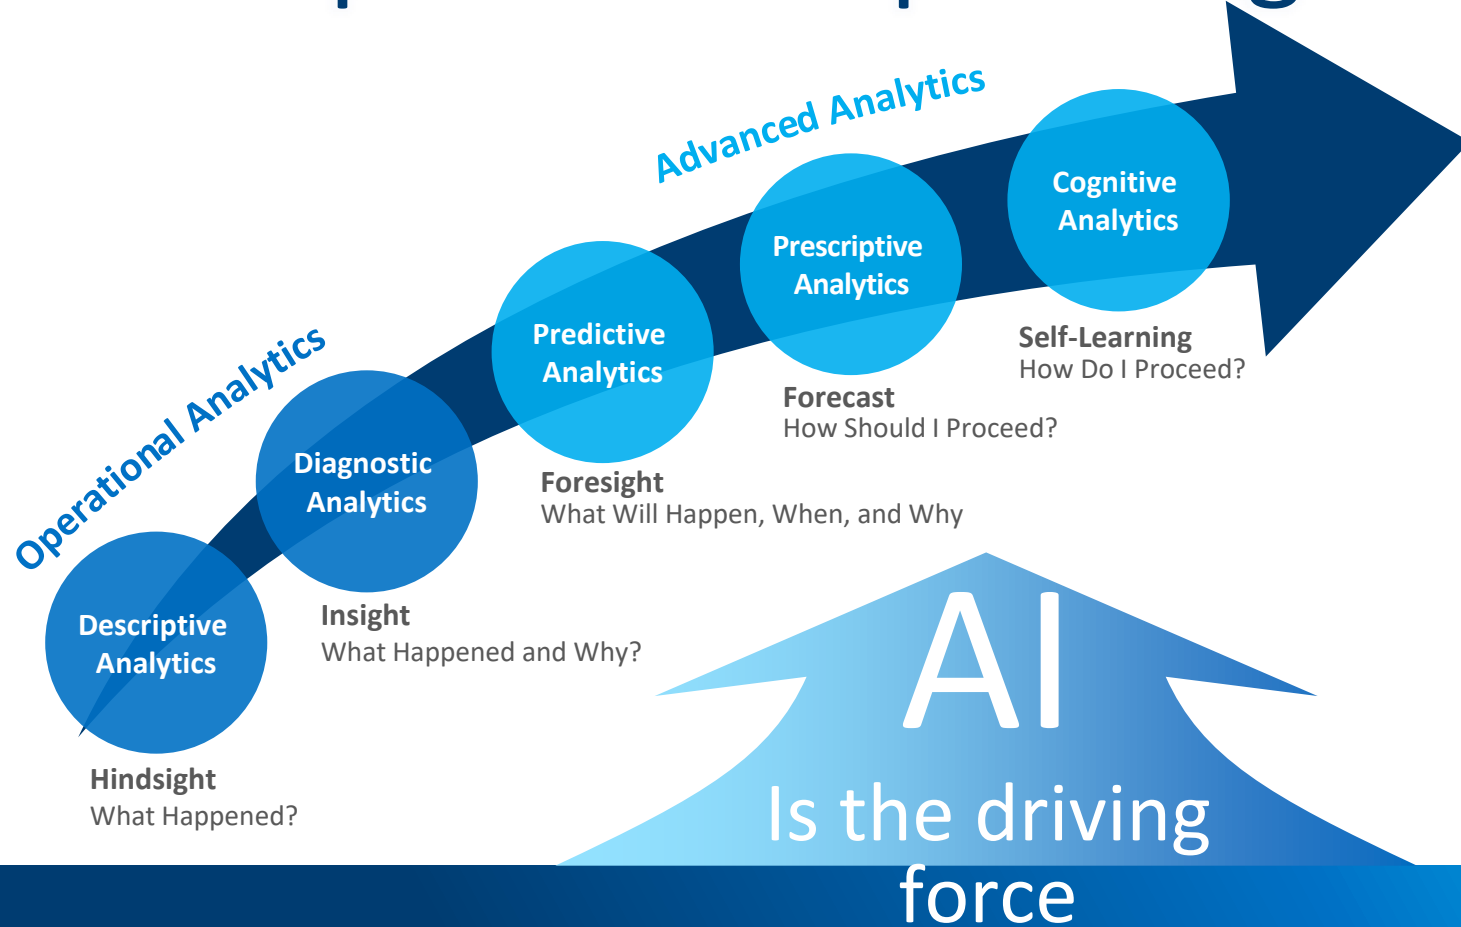 Advanced Analytics
Cognitive
Analytics
Prescriptive
Analytics
Self-Learning
How Do I Proceed?
Predictive
Analytics
Forecast
How Should I Proceed?
Operational Analytics
Diagnostic
Analytics
Foresight
What Will Happen, When, and Why
Descriptive
Analytics
Insight
What Happened and Why?
Hindsight
What Happened?
AI
Is the driving
force